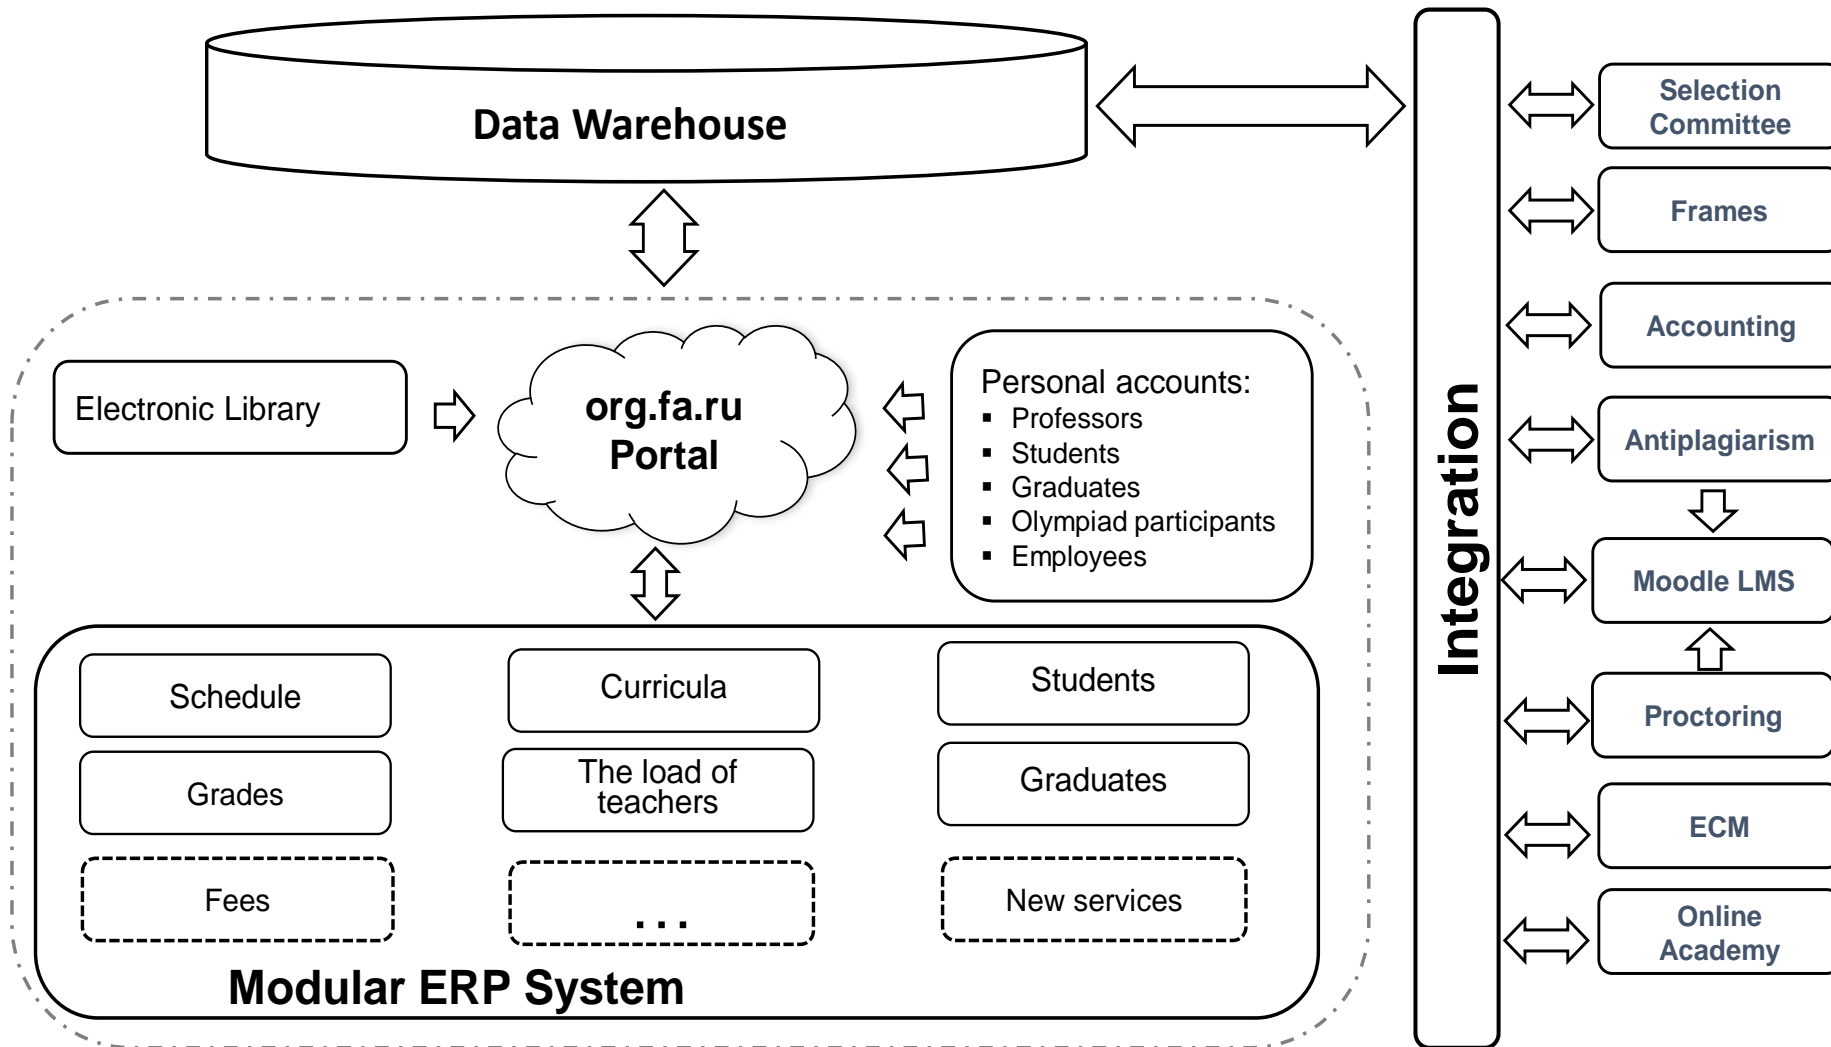 Data Warehouse
Electronic Library
org.fa.ru
Portal
Personal accounts:
▪ Professors
▪ Students
▪ Graduates
▪ Olympiad participants
▪ Employees
Schedule
Curricula
Students
Grades
The load of
teachers
Graduates
Fees
...
New services
Modular ERP System
Integration
Selection
Committee
Frames
Accounting
Antiplagiarism
Moodle LMS
Proctoring
ECM
Online
Academy